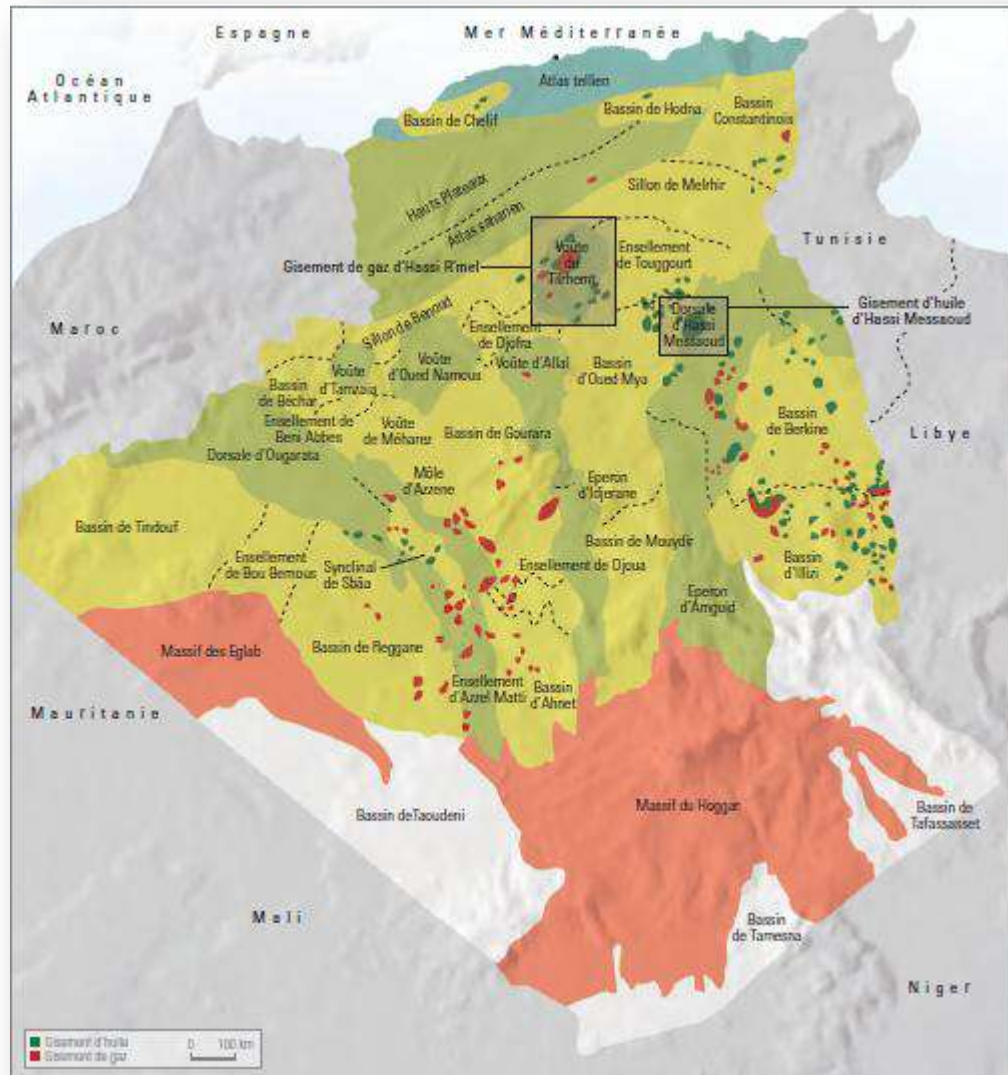 Espagne
Mer Méditerranée
Océan
Atlantique
Atlas tellien
Bassin de Chelif
Bassin de Hodna
Bassin
Constantinois
Hauts Plateaux
Atlas saharien
Sillon de Melrhir
Tunisie
Gisement de gaz d'Hassi R'mel
Voûte
du
Tilrhemt
Ensellement
de Touggourt
Gisement d'huile
d'Hassi Messaoud
Dorsale
d'Hassi
Messaoud
Maroc
Sillon de Benoud
Ensellement
de Djofra
Voûte d'Allal
Voûte
d'Oued Namous
Bassin
d'Oued Mya
Bassin
de Bechar
Ensellement de
Beni Abbes
Voûte
de Méharez
Bassin de Gourara
Bassin
de Berkine
Libye
Dorsale d'Ougarata
Môle
d'Azzene
Eperon
d'Idjerane
Bassin de Tindouf
Bassin de Mouydir
Ensellement
de Bou Bernous
Synclinal
de Sbâa
Ensellement de Djoua
Bassin
d'Illizi
Eperon
d'Amguid
Massif des Eglab
Bassin de Reggane
Mauritanie
Ensellement
d'Azzel Matti
Bassin
d'Ahnet
Bassin de Taoudeni
Massif du Hoggar
Bassin de
Tafassasset
Mali
Bassin
de Tamesna
Niger
Gisement d'huile
Gisement de gaz
0 100 km